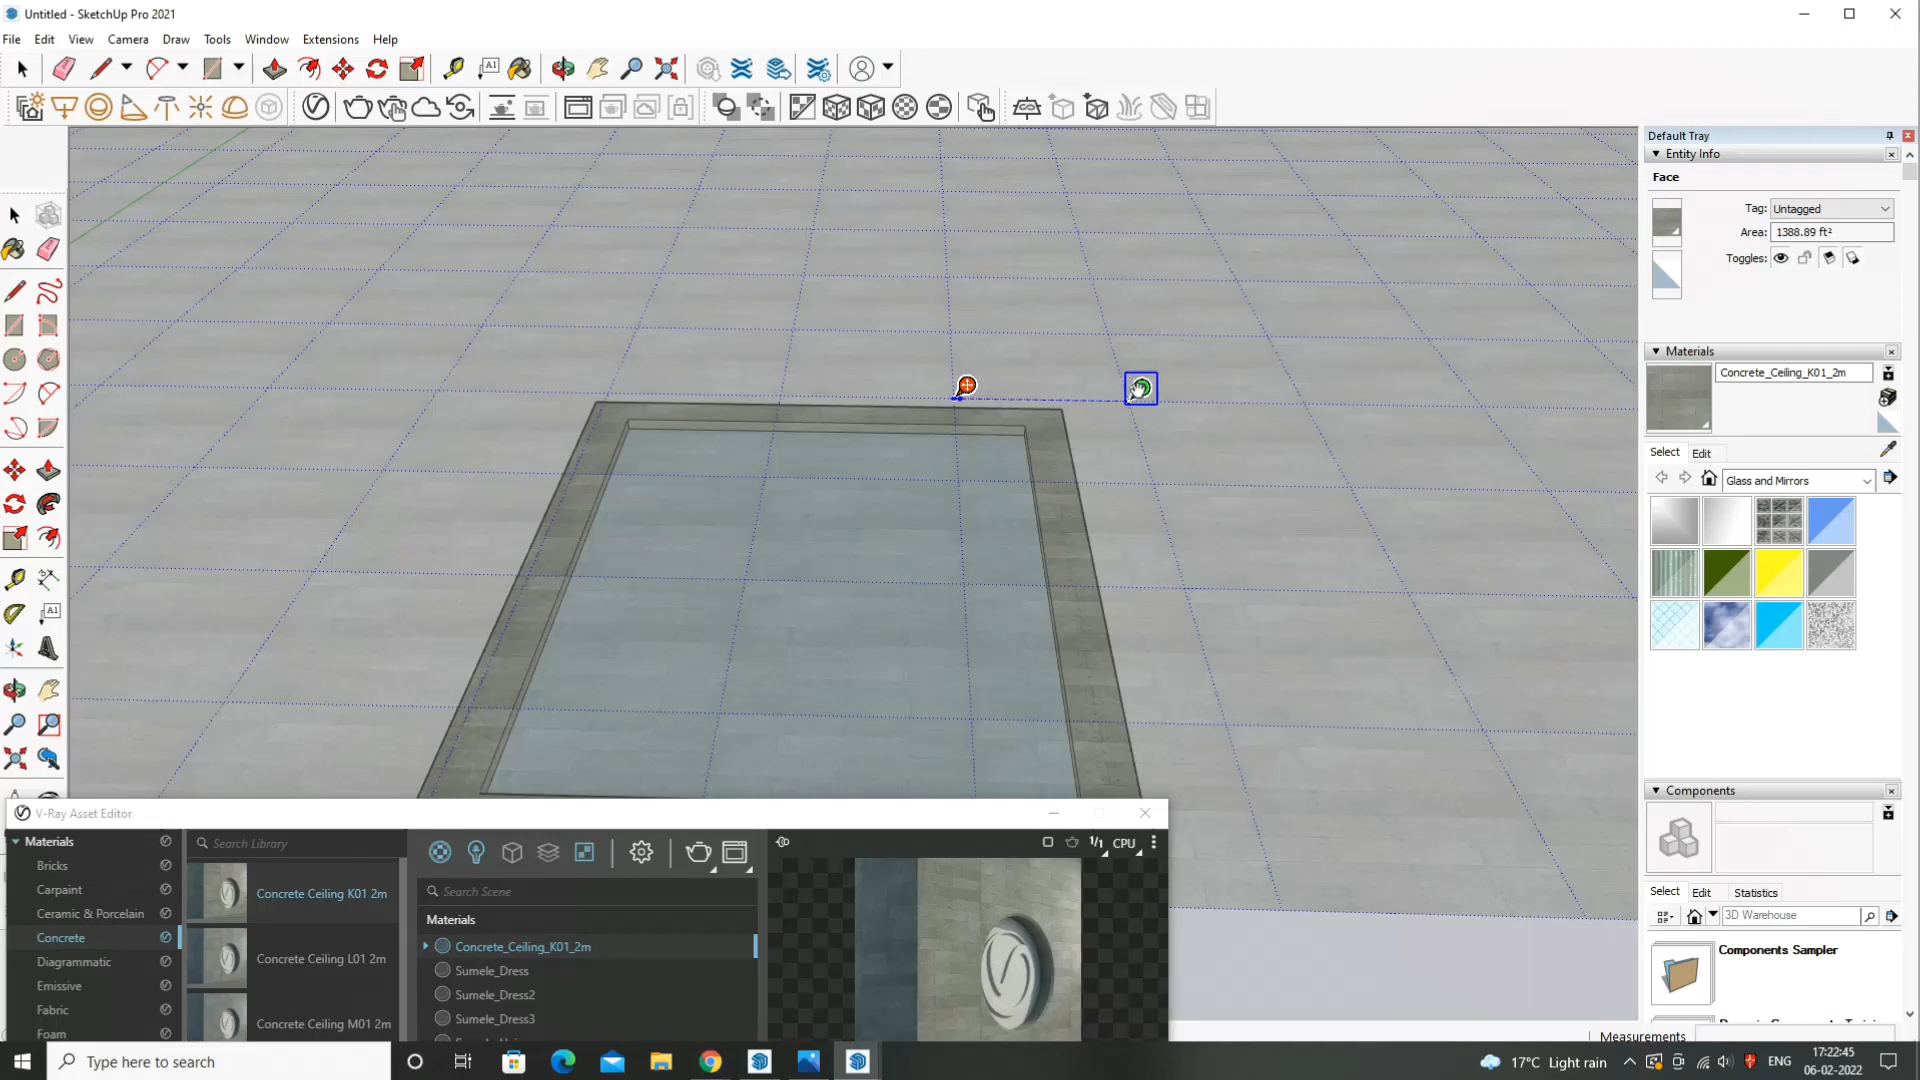 Untitled - SketchUp Pro 2021
File Edit View Camera Draw Tools Window Extensions Help
Default Tray
Entity Info
Face
Tag: Untagged
Area: 1388.89 ft²
Toggles:
Materials
Concrete_Ceiling_K01_2m
Select Edit
Glass and Mirrors
Components
Select Edit Statistics
3D Warehouse
Components Sampler
Measurements
V-Ray Asset Editor
Materials
Bricks
Carpaint
Ceramic & Porcelain
Concrete
Diagrammatic
Emissive
Fabric
Foam
Search Library
Concrete Ceiling K01 2m
Concrete Ceiling L01 2m
Concrete Ceiling M01 2m
Search Scene
Materials
Concrete_Ceiling_K01_2m
Sumele_Dress
Sumele_Dress2
Sumele_Dress3
1/1 CPU
Type here to search
17°C Light rain
ENG
17:22:45
06-02-2022